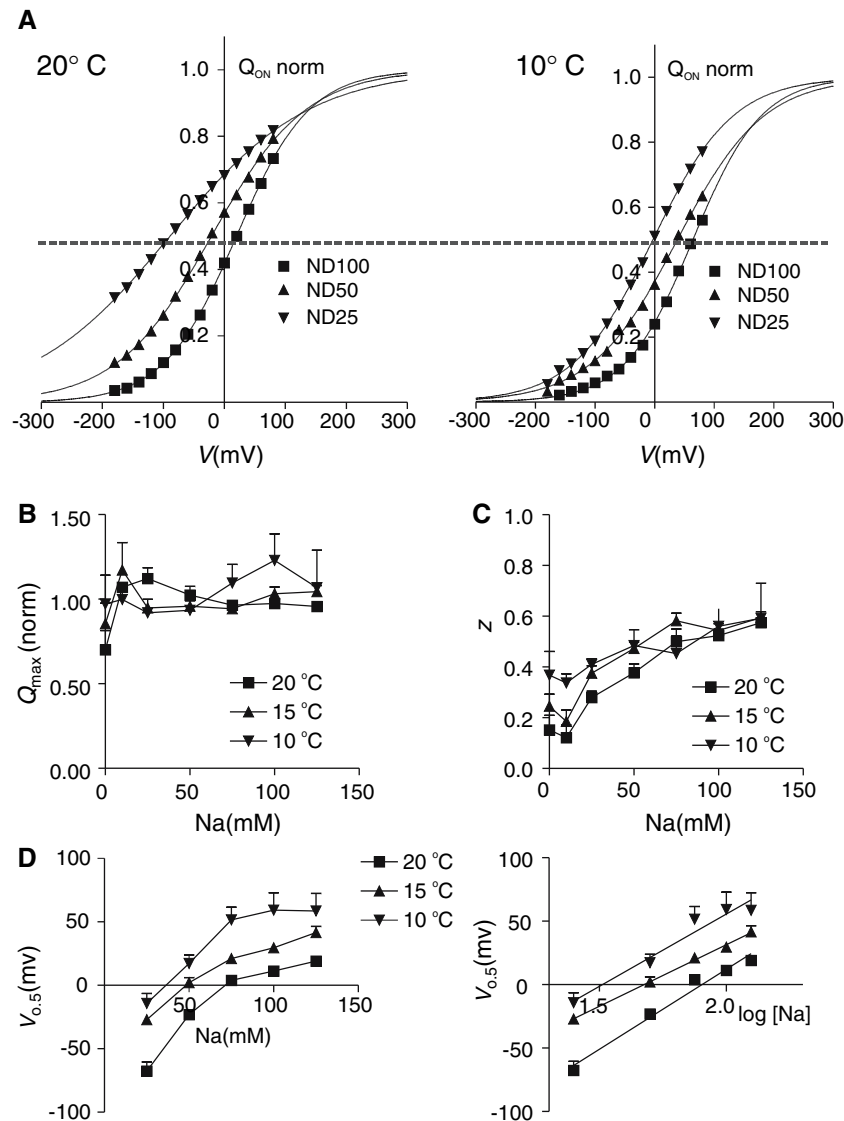 A
20° C
Q_ON norm
1.0
0.8
0.6
0.4
0.2
ND100
ND50
ND25
-300 -200 -100 0 100 200 300
V(mV)
10° C
Q_ON norm
1.0
0.8
0.6
0.4
0.2
ND100
ND50
ND25
-300 -200 -100 0 100 200 300
V(mV)
B
1.50
1.00
0.50
0.00
Q_max (norm)
20 °C
15 °C
10 °C
0 50 100 150
Na(mM)
C
1.0
0.8
0.6
0.4
0.2
0.0
z
20 °C
15 °C
10 °C
0 50 100 150
Na(mM)
D
100
50
0
-50
-100
V_0.5(mv)
20 °C
15 °C
10 °C
50 100 150
Na(mM)
100
50
0
-50
-100
V_0.5(mv)
1.5 2.0
log [Na]